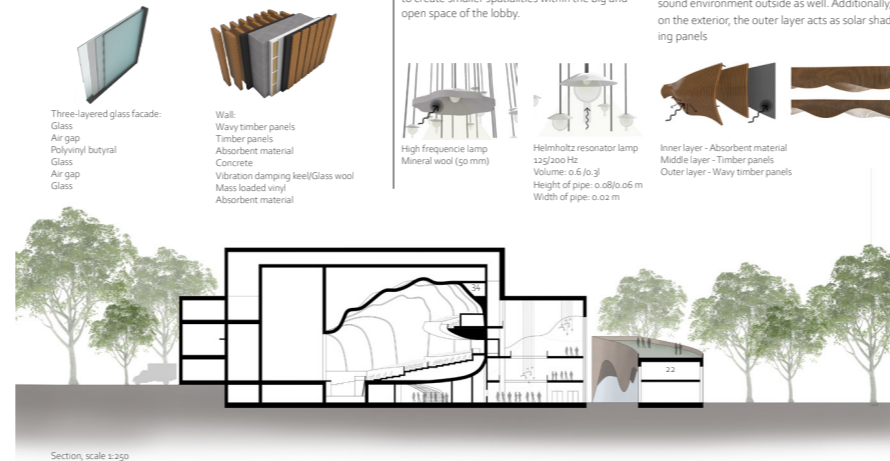 to create smaller spatialities within the big and
open space of the lobby.
sound environment outside as well. Additionally,
on the exterior, the outer layer acts as solar shad
ing panels
Three-layered glass facade:
Glass
Air gap
Polyvinyl butyral
Glass
Air gap
Glass
Wall:
Wavy timber panels
Timber panels
Absorbent material
Concrete
Vibration damping keel/Glass wool
Mass loaded vinyl
Absorbent material
High frequencie lamp
Mineral wool (50 mm)
Helmholtz resonator lamp
125/200 Hz
Volume: 0.6 /0.3l
Height of pipe: 0.08/0.06 m
Width of pipe: 0.02 m
Inner layer - Absorbent material
Middle layer - Timber panels
Outer layer - Wavy timber panels
34
22
Section, scale 1:250